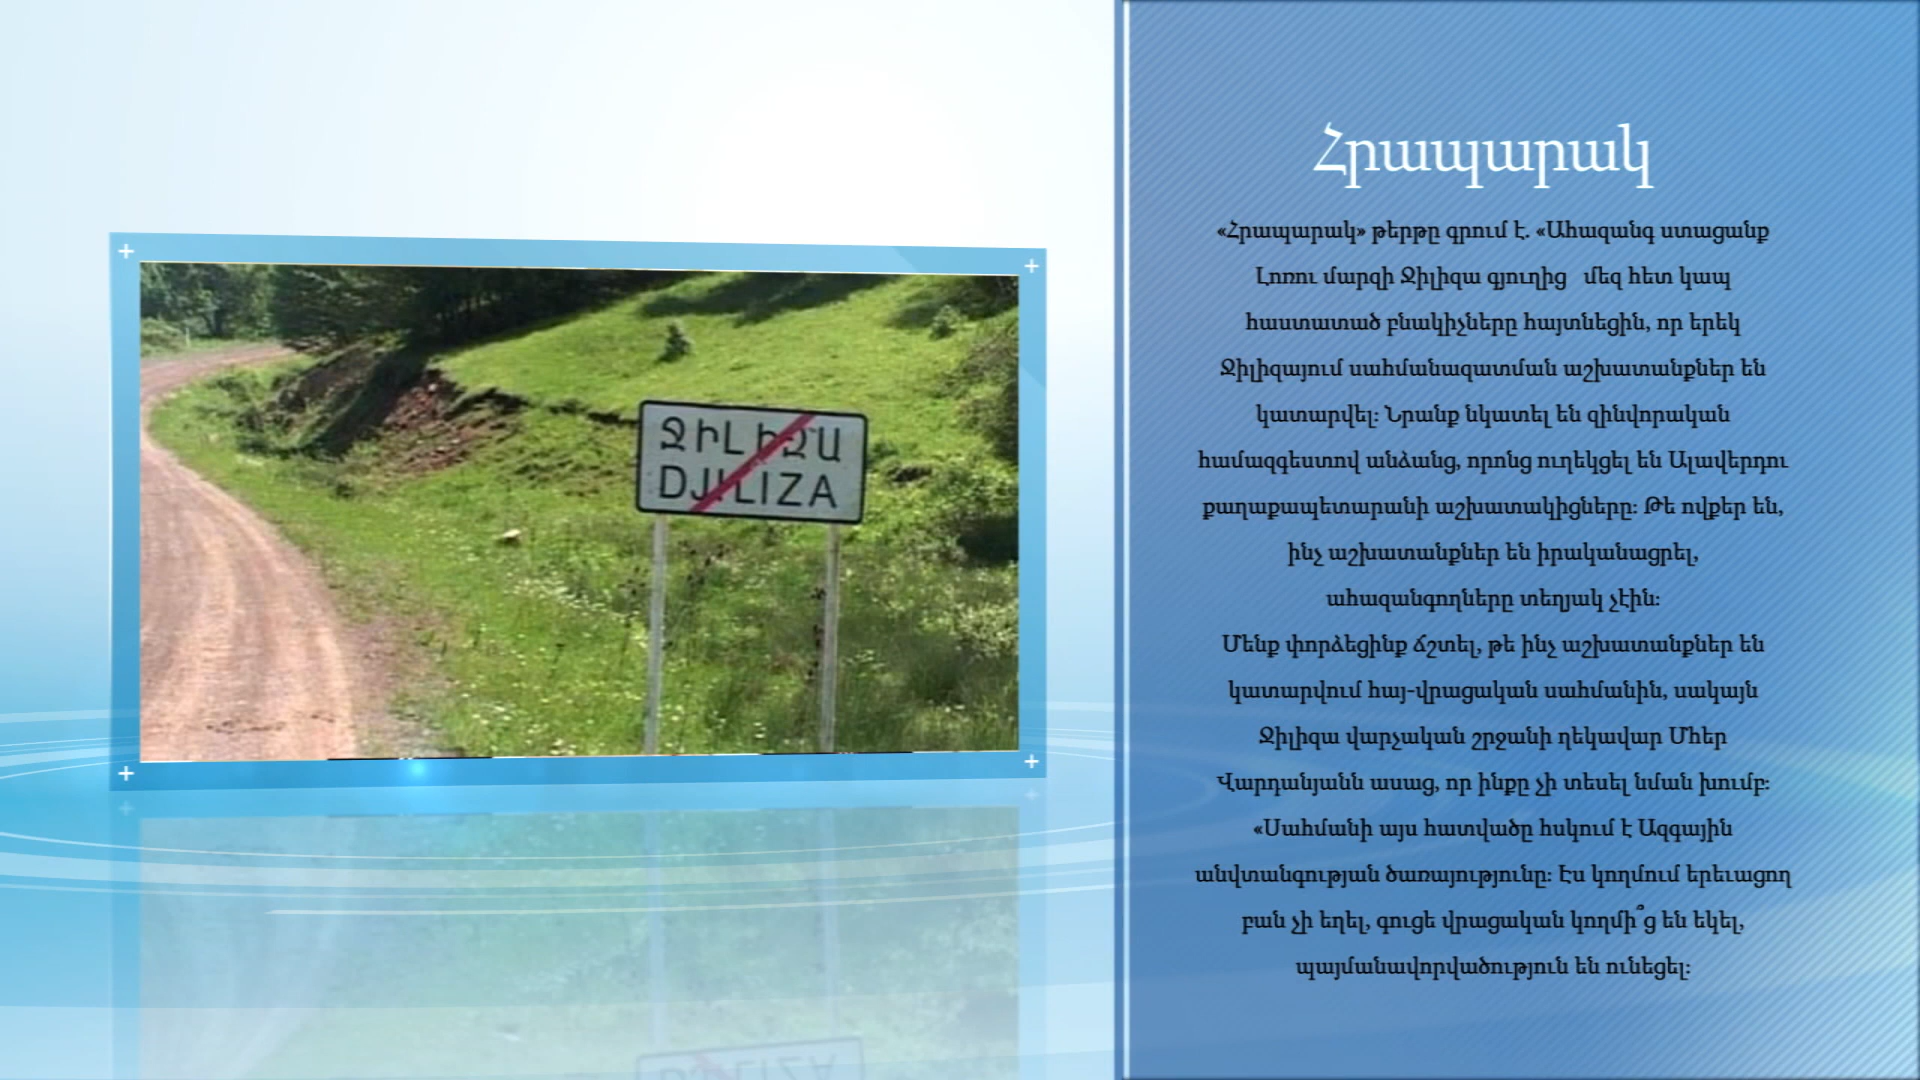 ՋԻԼԻԶԱ
DJILIZA
Հրապարակ
«Հրապարակ» թերթը գրում է. «Ահազանգ ստացանք
Լոռու մարզի Ջիլիզա գյուղից մեզ հետ կապ
հաստատած բնակիչները հայտնեցին, որ երեկ
Ջիլիզայում սահմանազատման աշխատանքներ են
կատարվել: Նրանք նկատել են զինվորական
համազգեստով անձանց, որոնց ուղեկցել են Ալավերդու
քաղաքապետարանի աշխատակիցները: Թե ովքեր են,
ինչ աշխատանքներ են իրականացրել,
ահազանգողները տեղյակ չէին:
Մենք փորձեցինք ճշտել, թե ինչ աշխատանքներ են
կատարվում հայ-վրացական սահմանին, սակայն
Ջիլիզա վարչական շրջանի ղեկավար Մհեր
Վարդանյանն ասաց, որ ինքը չի տեսել նման խումբ:
«Սահմանի այս հատվածը հսկում է Ազգային
անվտանգության ծառայությունը: Էս կողմում երեւացող
բան չի եղել, գուցե վրացական կողմի՞ց են եկել,
պայմանավորվածություն են ունեցել: